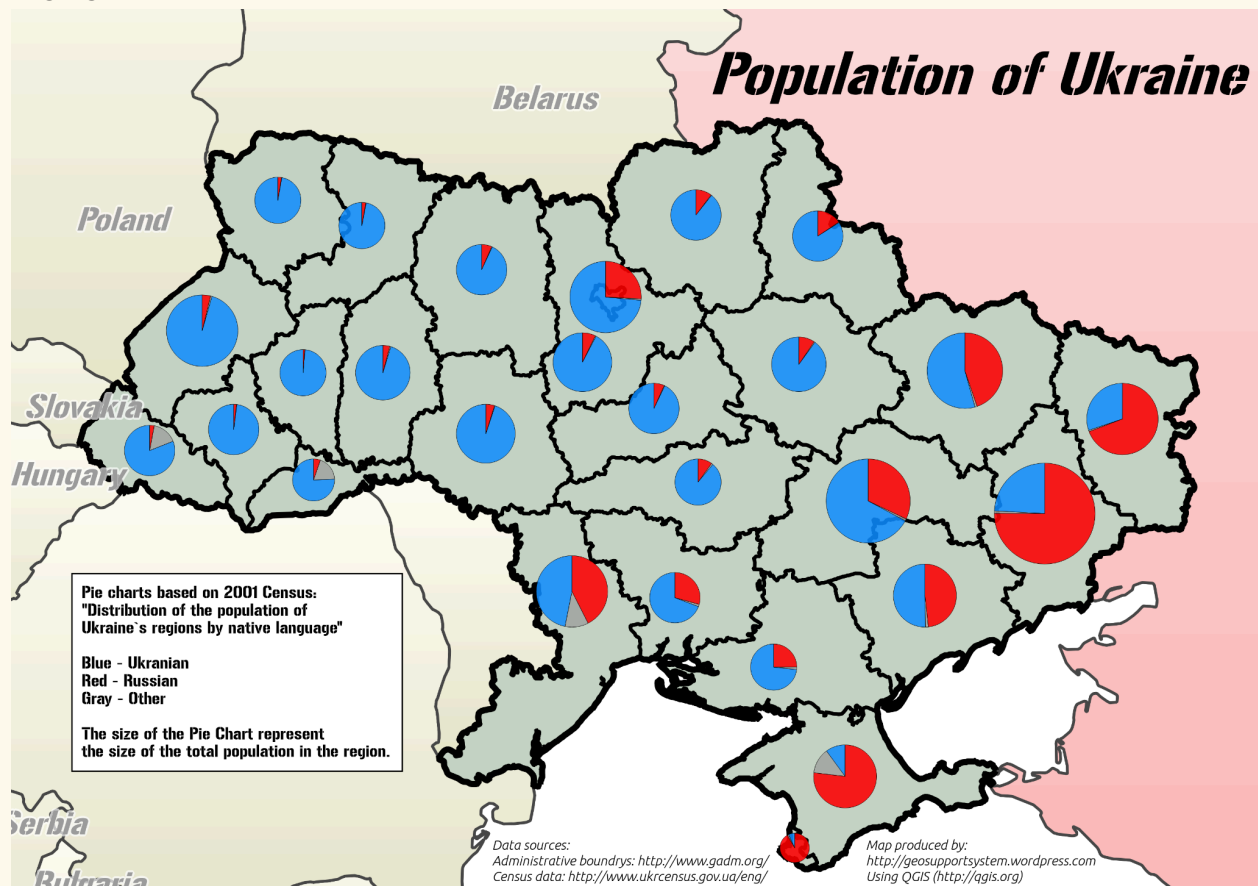 Population of Ukraine
Belarus
Poland
Slovakia
Hungary
Pie charts based on 2001 Census:
"Distribution of the population of
Ukraine`s regions by native language"
Blue - Ukranian
Red - Russian
Gray - Other
The size of the Pie Chart represent
the size of the total population in the region.
Serbia
Bulgaria
Data sources:
Administrative boundrys: http://www.gadm.org/
Census data: http://www.ukrcensus.gov.ua/eng/
Map produced by:
http://geosupportsystem.wordpress.com
Using QGIS (http://qgis.org)